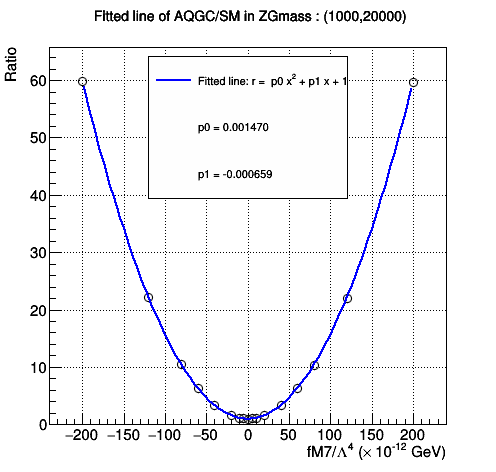 FItted line of AQGC/SM in ZGmass : (1000,20000)
Ratio
Fitted line: r = p0 x² + p1 x + 1
p0 = 0.001470
p1 = -0.000659
60
50
40
30
20
10
0
−200 −150 −100 −50 0 50 100 150 200
fM7/Λ⁴ (× 10⁻¹² GeV)